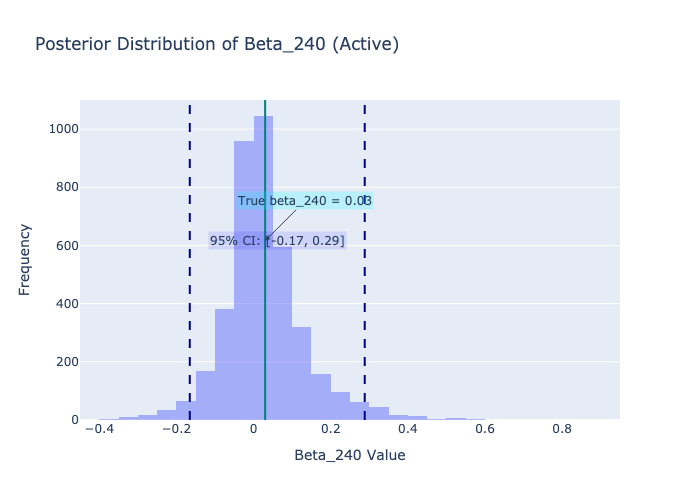 Posterior Distribution of Beta_240 (Active)
1000
800
True beta_240 = 0.03
95% CI: [-0.17, 0.29]
600
400
200
0
Frequency
−0.4 −0.2 0 0.2 0.4 0.6 0.8
Beta_240 Value